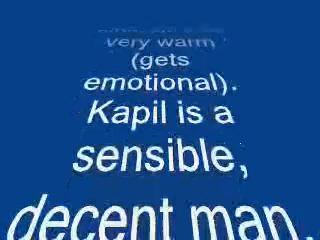 very warm
(gets
emotional).
Kapil is a
sensible,
decent man.